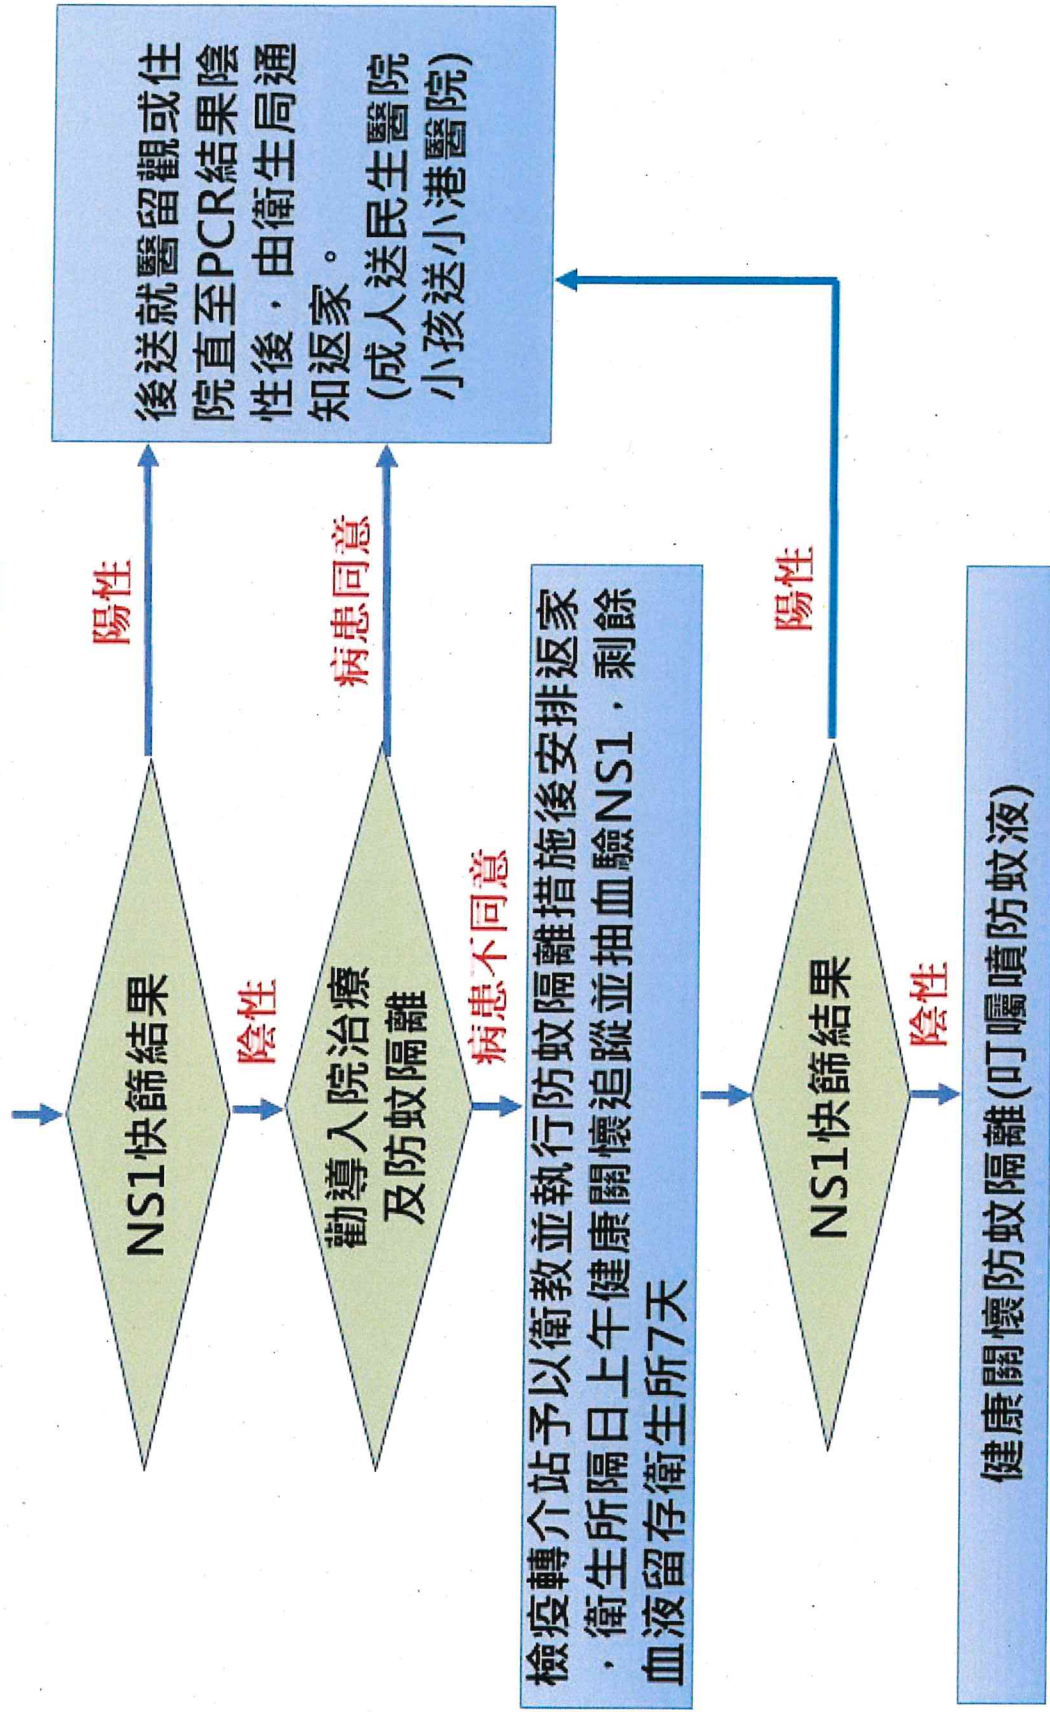 NS1快篩結果
陽性
後送就醫留觀或住
院直至PCR結果陰
性後，由衛生局通
知返家。
(成人送民生醫院
小孩送小港醫院)
陰性
勸導入院治療
及防蚊隔離
病患同意
病患不同意
檢疫轉介站予以衛教並執行防蚊隔離措施後安排返家
，衛生所隔日上午健康關懷追蹤並抽血驗NS1，剩餘
血液留存衛生所7天
NS1快篩結果
陽性
陰性
健康關懷防蚊隔離(叮囑噴防蚊液)